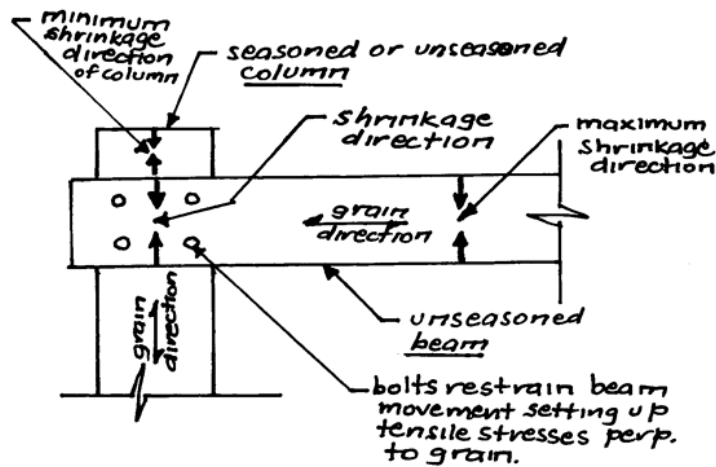 minimum
shrinkage
direction
of column
seasoned or unseasoned
column
shrinkage
direction
maximum
shrinkage
direction
grain
direction
grain
direction
unseasoned
beam
bolts restrain beam
movement setting up
tensile stresses perp.
to grain.